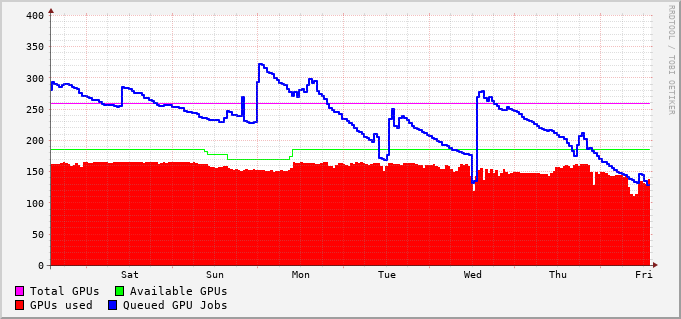 400
350
300
250
200
150
100
50
0
Sat Sun Mon Tue Wed Thu Fri
Total GPUs Available GPUs
GPUs used Queued GPU Jobs
RRDTOOL / TOBI OETIKER